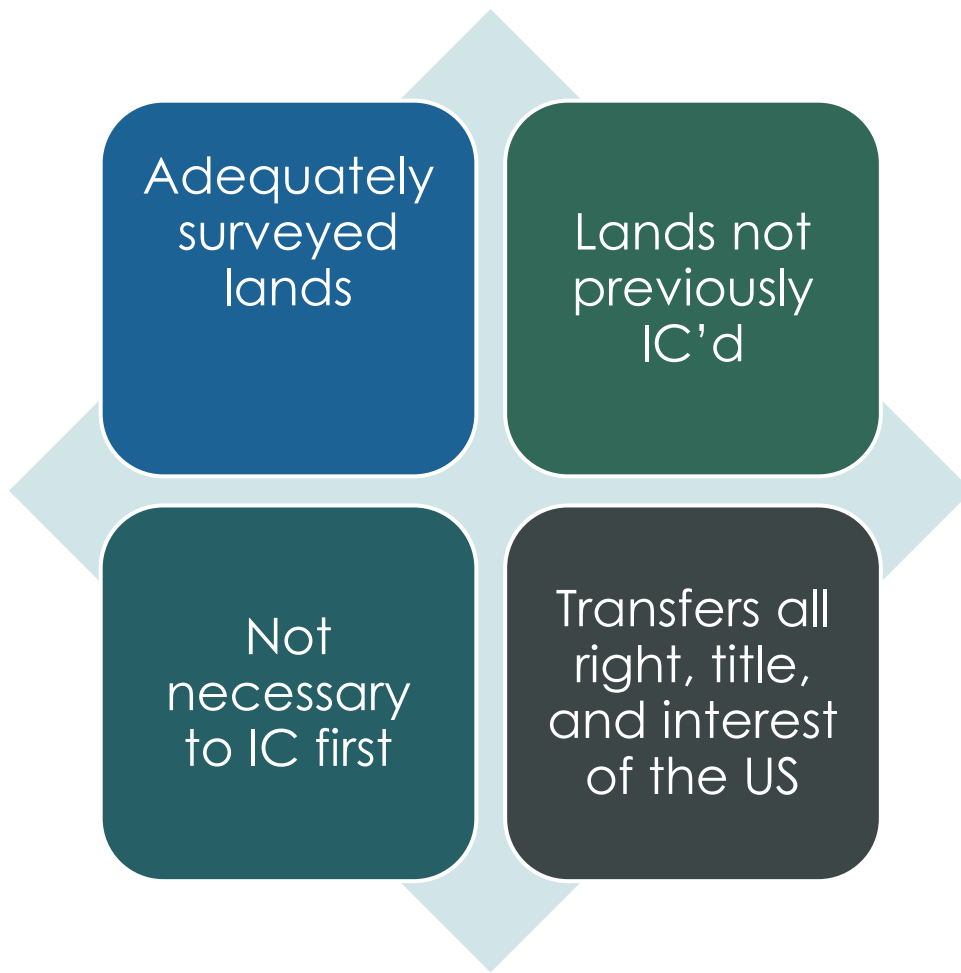 Adequately
surveyed
lands
Lands not
previously
IC’d
Not
necessary
to IC first
Transfers all
right, title,
and interest
of the US